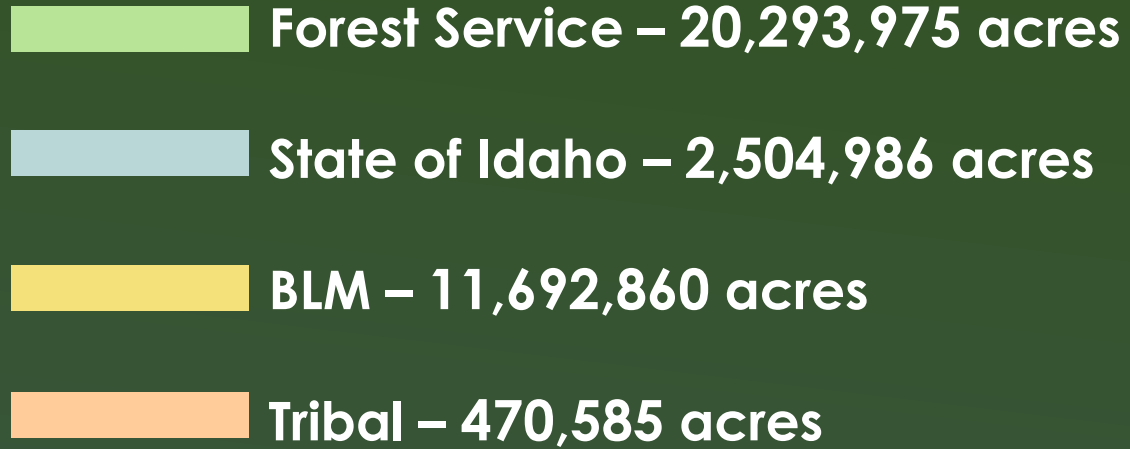 Forest Service – 20,293,975 acres
State of Idaho – 2,504,986 acres
BLM – 11,692,860 acres
Tribal – 470,585 acres